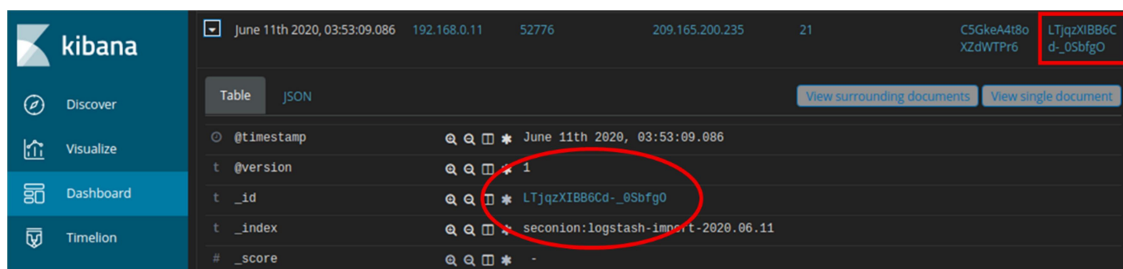 kibana
Discover
Visualize
Dashboard
Timelion
June 11th 2020, 03:53:09.086 192.168.0.11 52776 209.165.200.235 21 C5GkeA4t8o LTjqzXIBB6C
XZdWTPr6 d-_0SbfgO
Table JSON View surrounding documents View single document
@timestamp June 11th 2020, 03:53:09.086
t @version 1
t _id LTjqzXIBB6Cd-_0SbfgO
t _index seconion:logstash-import-2020.06.11
# _score -